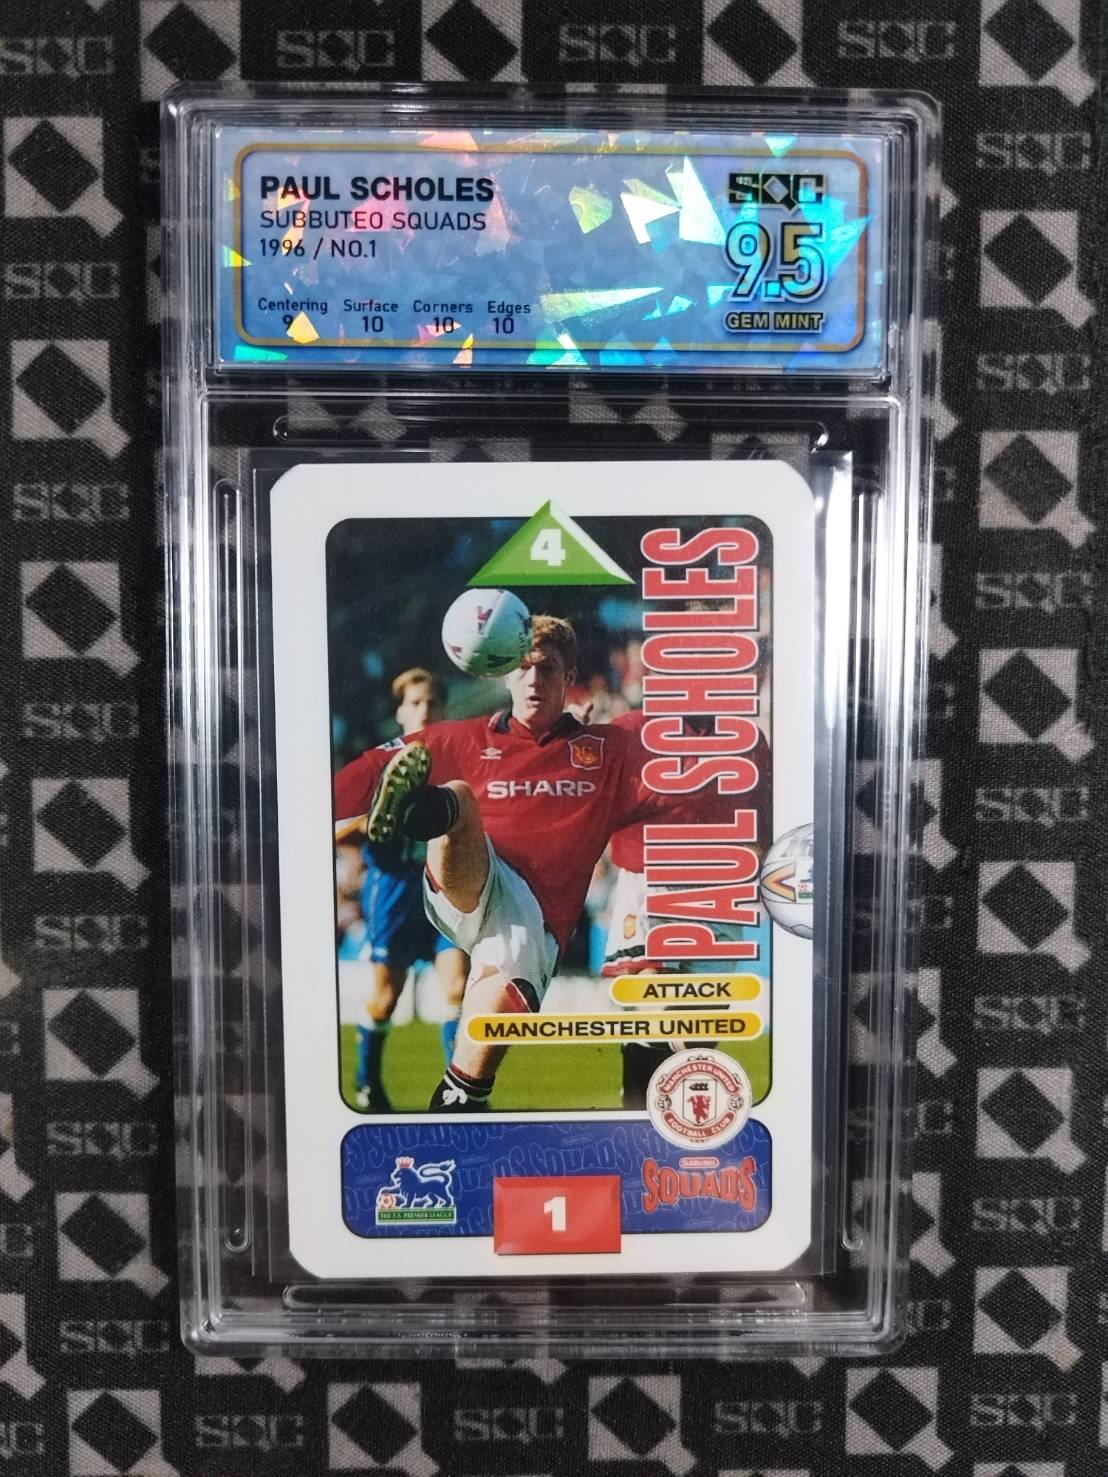 PAUL SCHOLES
SUBBUTEO SQUADS
1996 / NO.1
Centering Surface Corners Edges
9 10 10 10
SQC
9.5
GEM MINT
4
PAUL SCHOLES
SHARP
umbro
ATTACK
MANCHESTER UNITED
MANCHESTER UNITED
FOOTBALL CLUB
THE F.A. PREMIER LEAGUE
1
Subbuteo
SQUADS